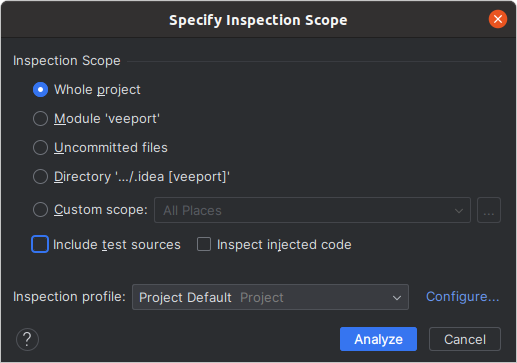 Specify Inspection Scope
Inspection Scope
Whole project
Module 'veeport'
Uncommitted files
Directory '.../.idea [veeport]'
Custom scope: All Places ...
Include test sources Inspect injected code
Inspection profile: Project Default Project Configure...
? Analyze Cancel